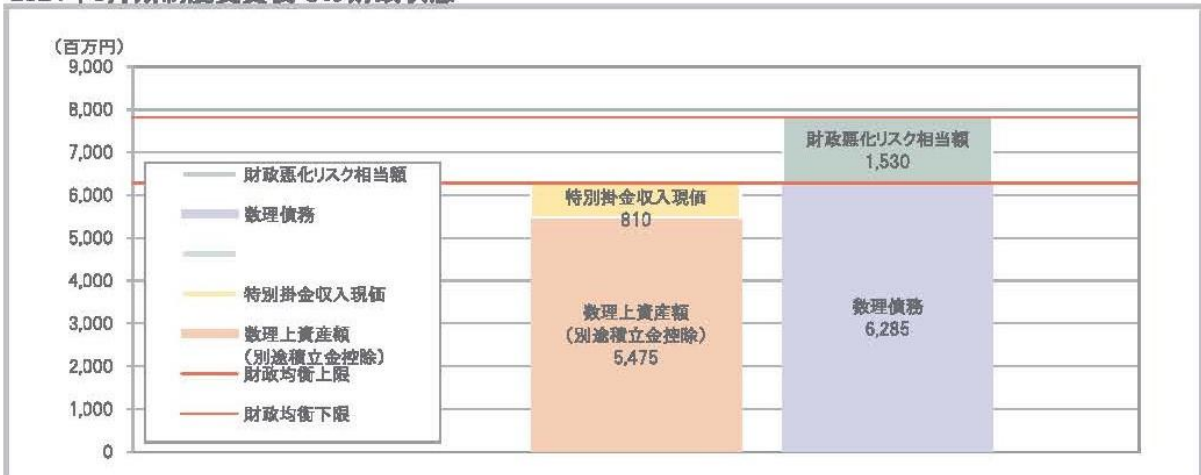 （百万円）
9,000
8,000
7,000
6,000
5,000
4,000
3,000
2,000
1,000
0
財政悪化リスク相当額
数理債務
特別掛金収入現価
数理上資産額
（別途積立金控除）
財政均衡上限
財政均衡下限
特別掛金収入現価
810
数理上資産額
（別途積立金控除）
5,475
財政悪化リスク相当額
1,530
数理債務
6,285